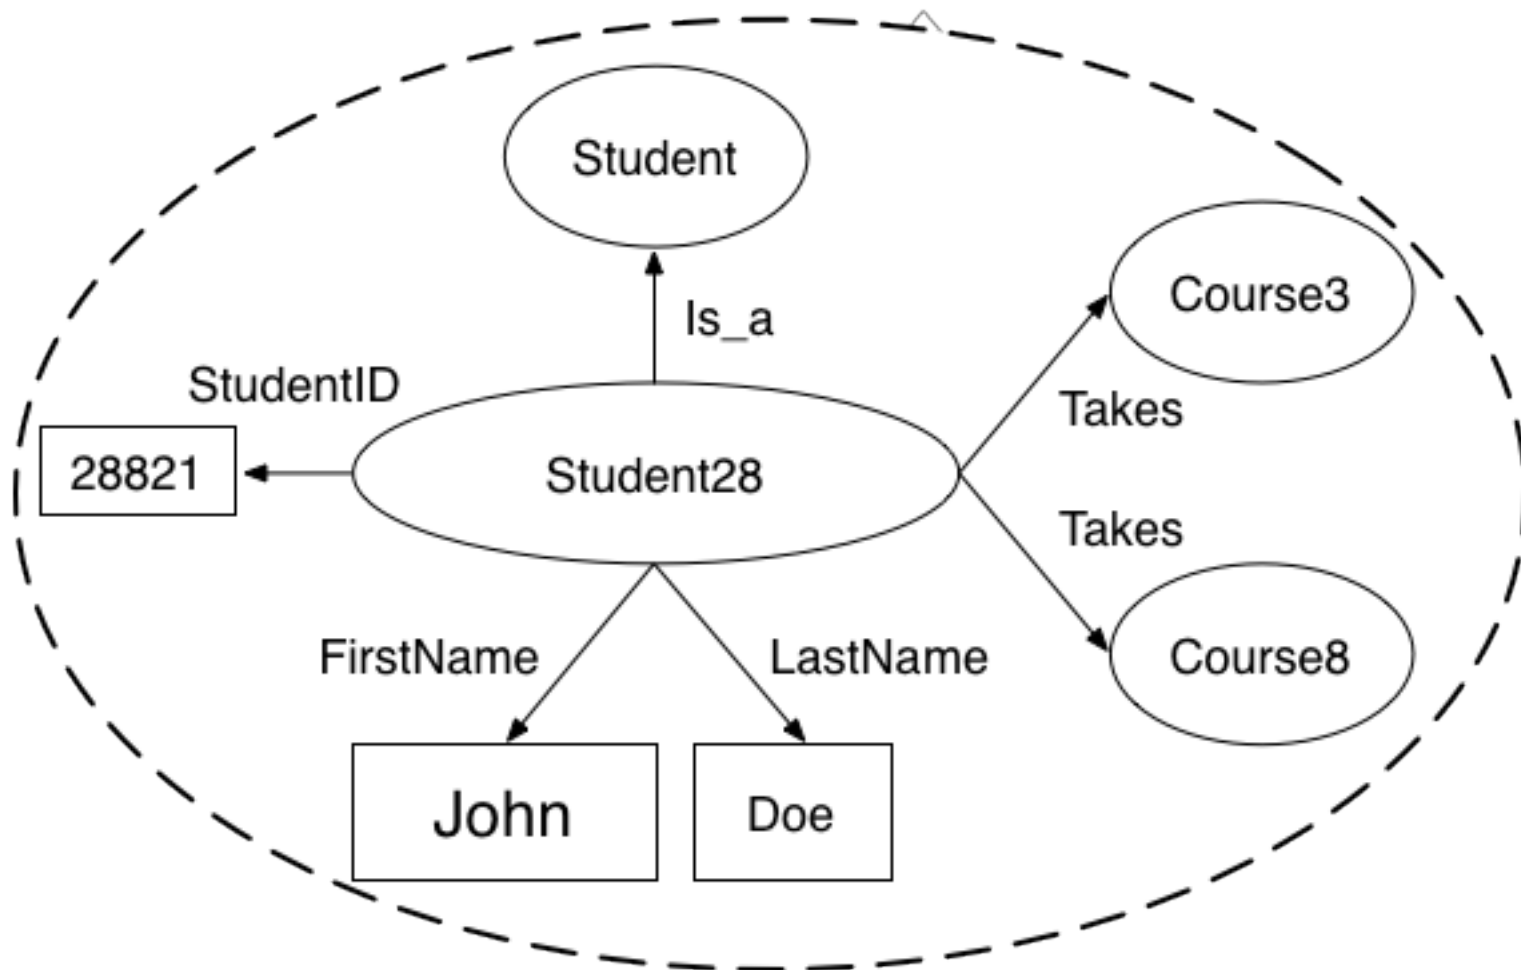 Student
Is_a
Course3
StudentID
Takes
28821
Student28
Takes
FirstName
LastName
Course8
John
Doe